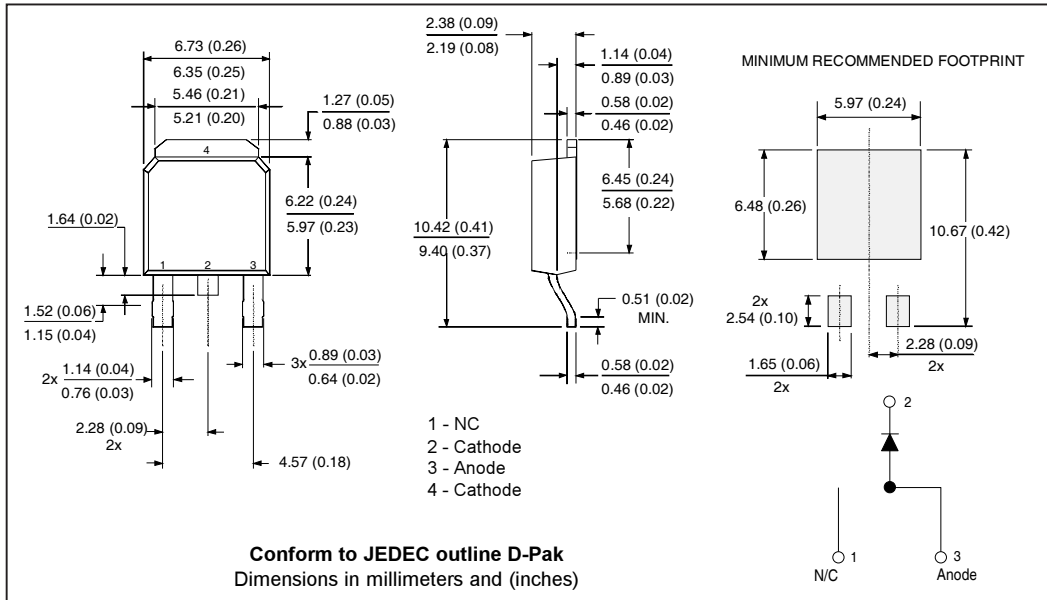 6.73 (0.26)
6.35 (0.25)
5.46 (0.21)
5.21 (0.20)
1.27 (0.05)
0.88 (0.03)
4
6.22 (0.24)
5.97 (0.23)
1.64 (0.02)
1
2
3
1.52 (0.06)
1.15 (0.04)
2x 1.14 (0.04)
0.76 (0.03)
3x 0.89 (0.03)
0.64 (0.02)
2.28 (0.09)
2x
4.57 (0.18)
2.38 (0.09)
2.19 (0.08)
1.14 (0.04)
0.89 (0.03)
0.58 (0.02)
0.46 (0.02)
6.45 (0.24)
5.68 (0.22)
10.42 (0.41)
9.40 (0.37)
0.51 (0.02)
MIN.
0.58 (0.02)
0.46 (0.02)
1 - NC
2 - Cathode
3 - Anode
4 - Cathode
MINIMUM RECOMMENDED FOOTPRINT
5.97 (0.24)
6.48 (0.26)
10.67 (0.42)
2x
2.54 (0.10)
2.28 (0.09)
2x
1.65 (0.06)
2x
2
1
N/C
3
Anode
Conform to JEDEC outline D-Pak
Dimensions in millimeters and (inches)